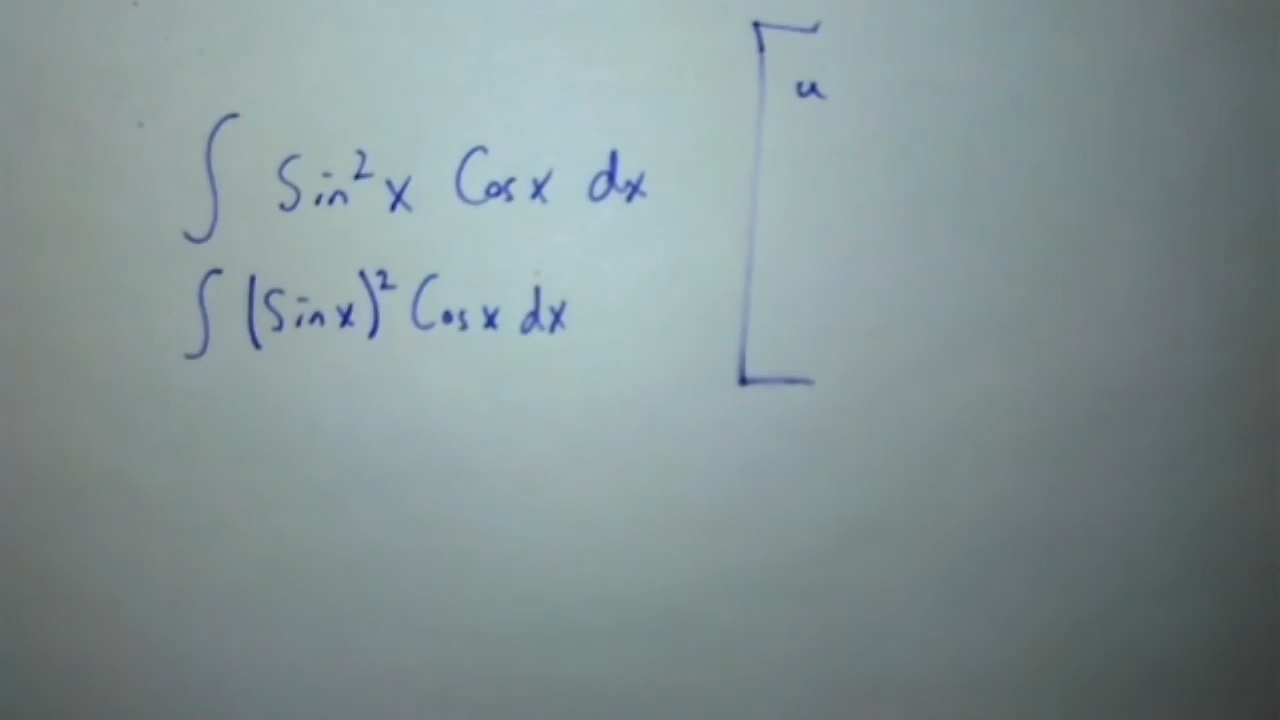 ∫ Sin²x Cosx dx
∫ (Sinx)² Cosx dx
u